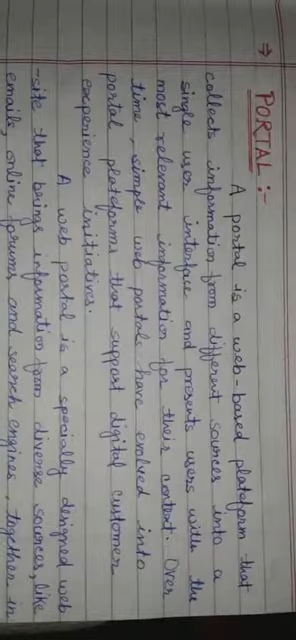 → PORTAL :-
A portal is a web-based plateform that
collects information from different sources into a
single user interface and presents users with the
most relevant information for their context. Over
time, simple web portals have evolved into
portal plateforms that support digital customer
experience initiatives.
A web portal is a specially designed web
-site that brings information from diverse sources, like
emails, online forums and search engines, together in